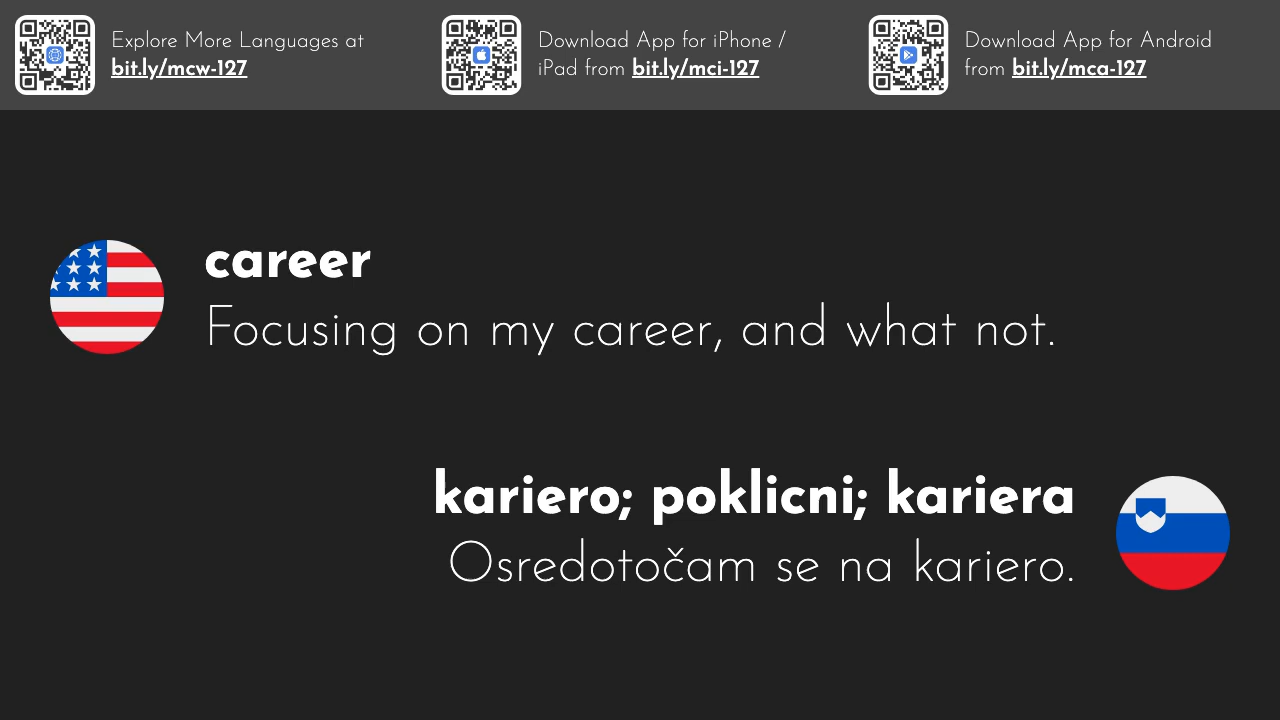 Explore More Languages at
bit.ly/mcw-127
Download App for iPhone /
iPad from bit.ly/mci-127
Download App for Android
from bit.ly/mca-127
career
Focusing on my career, and what not.
kariero; poklicni; kariera
Osredotočam se na kariero.